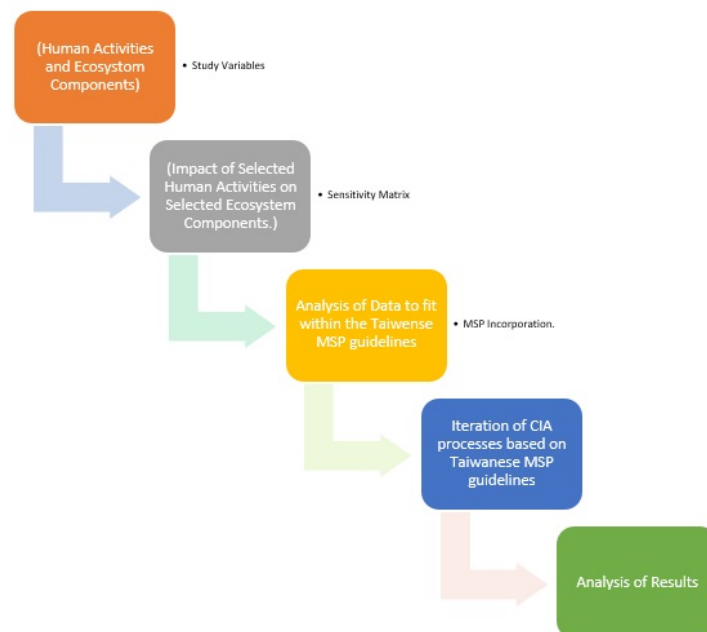 (Human Activities
and Ecosystom
Components)
• Study Variables
(Impact of Selected
Human Activities on
Selected Ecosystem
Components.)
• Sensitivity Matrix
Analysis of Data to fit
within the Taiwense
MSP guidelines
• MSP Incorporation.
Iteration of CIA
processes based on
Taiwanese MSP
guidelines
Analysis of Results